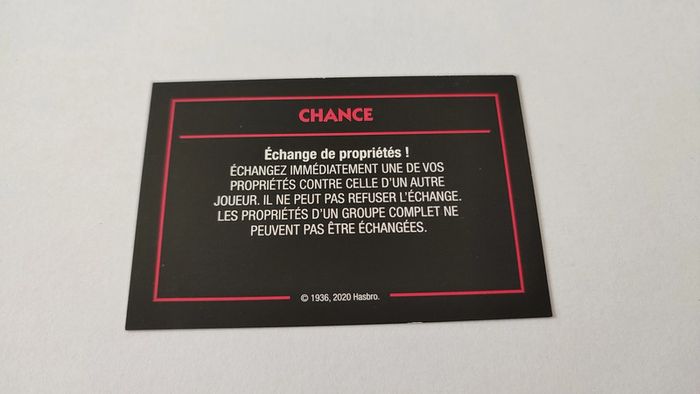 CHANCE
Échange de propriétés !
ÉCHANGEZ IMMÉDIATEMENT UNE DE VOS
PROPRIÉTÉS CONTRE CELLE D'UN AUTRE
JOUEUR. IL NE PEUT PAS REFUSER L'ÉCHANGE.
LES PROPRIÉTÉS D'UN GROUPE COMPLET NE
PEUVENT PAS ÊTRE ÉCHANGÉES.
© 1936, 2020 Hasbro.